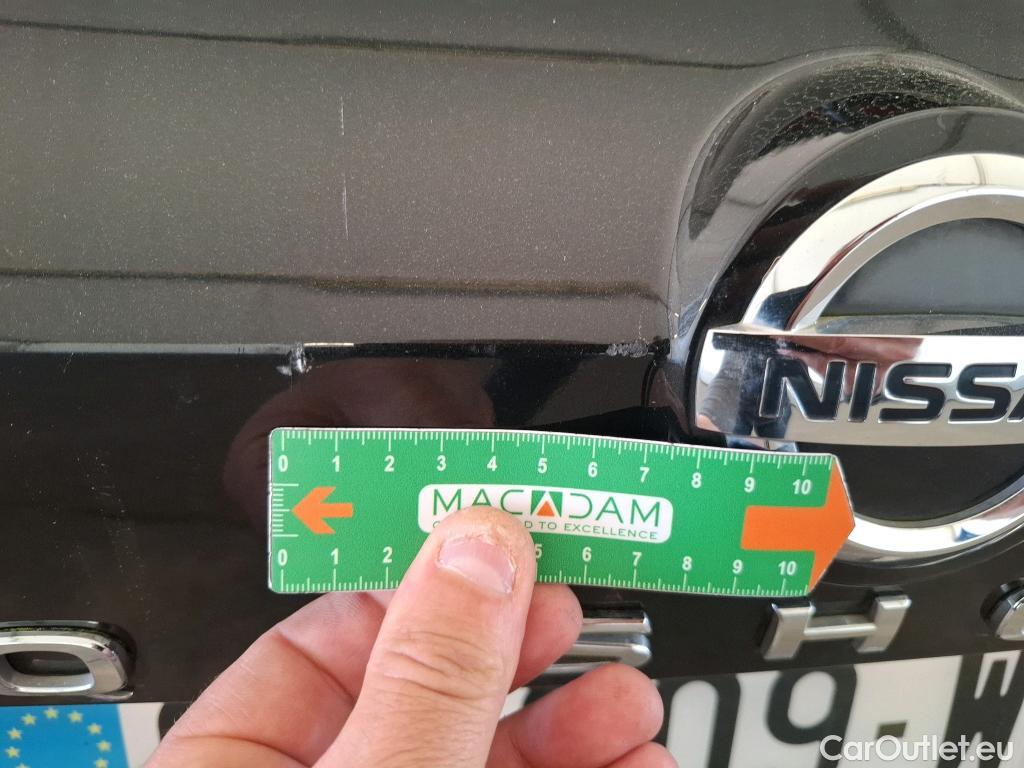 NISSA
0 1 2 3 4 5 6 7 8 9 10
MACADAM
TO EXCELLENCE
0 1 2 5 6 7 8 9 10
H
CarOutlet.eu